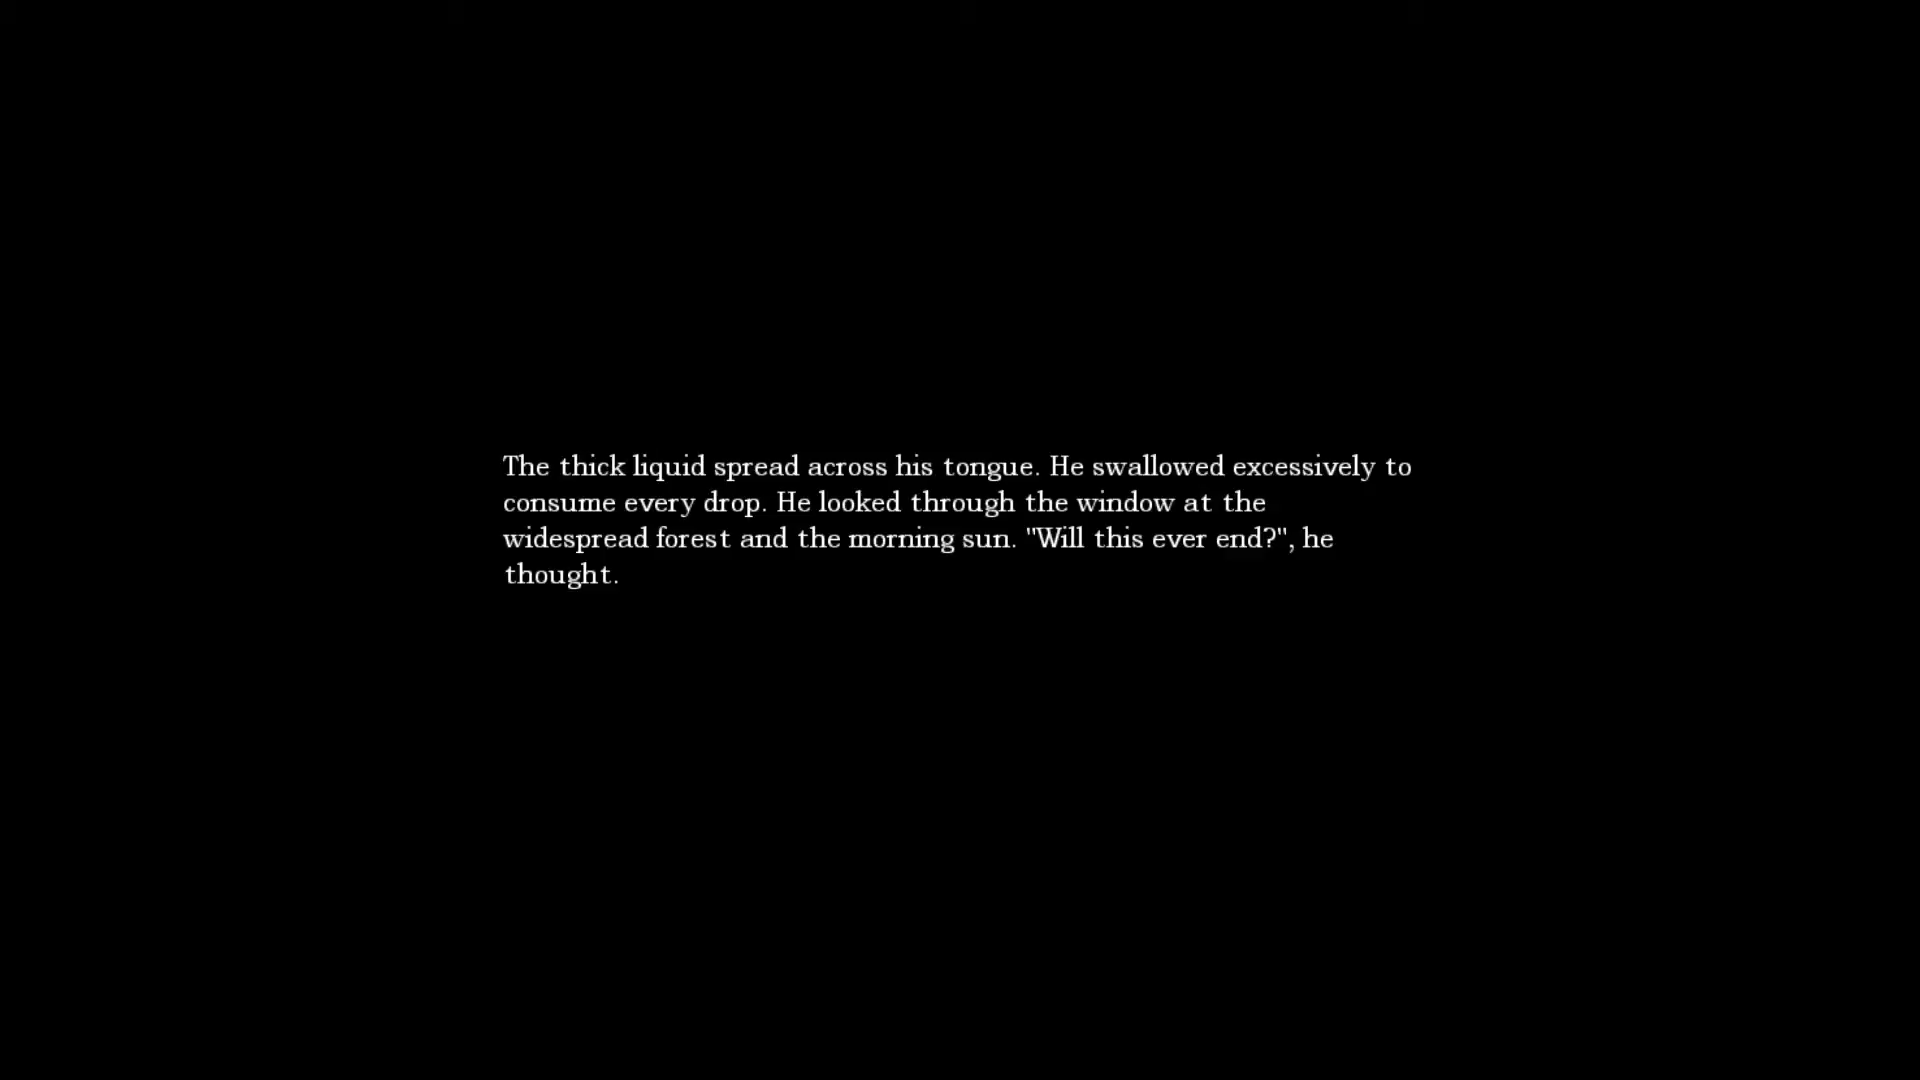 The thick liquid spread across his tongue. He swallowed excessively to
consume every drop. He looked through the window at the
widespread forest and the morning sun. "Will this ever end?", he
thought.